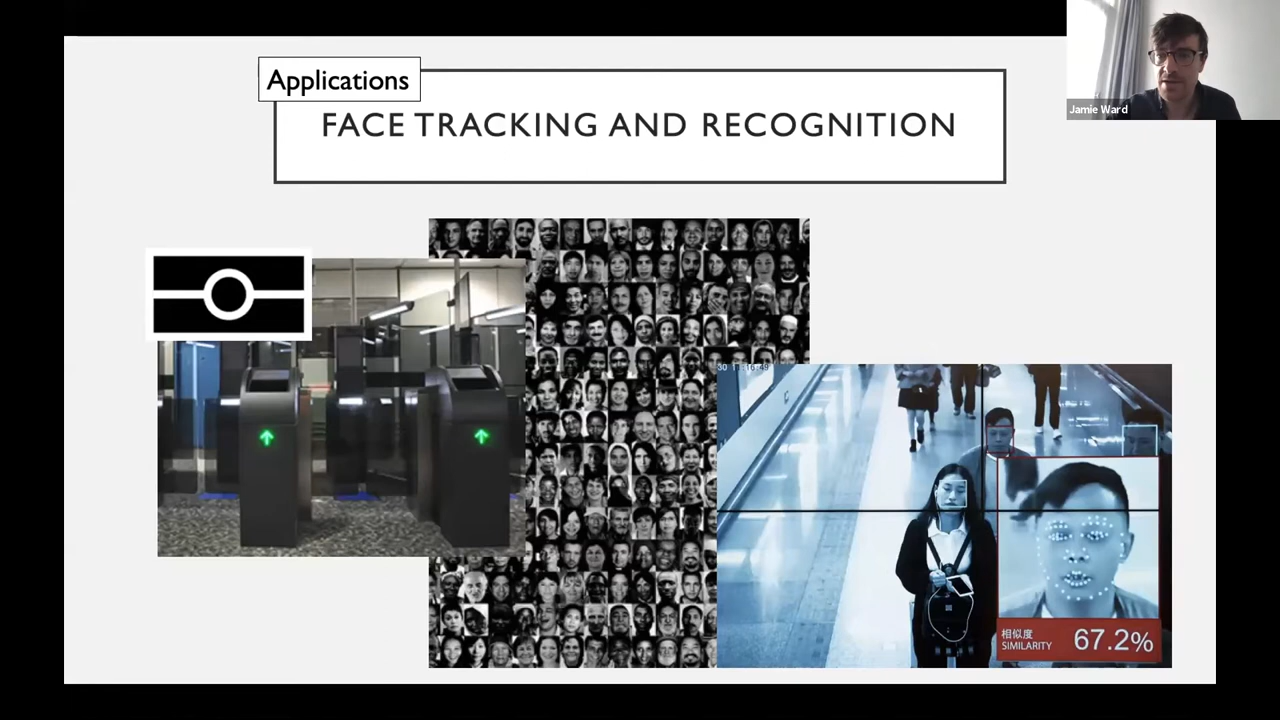 Applications
FACE TRACKING AND RECOGNITION
Jamie Ward
相似度
SIMILARITY
67.2%